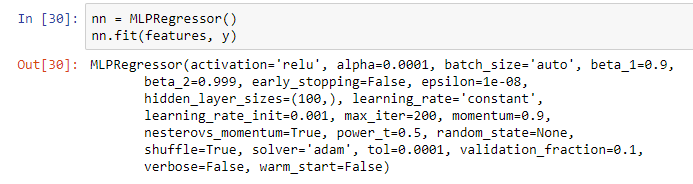 In [30]: nn = MLPRegressor()
nn.fit(features, y)
Out[30]: MLPRegressor(activation='relu', alpha=0.0001, batch_size='auto', beta_1=0.9,
beta_2=0.999, early_stopping=False, epsilon=1e-08,
hidden_layer_sizes=(100,), learning_rate='constant',
learning_rate_init=0.001, max_iter=200, momentum=0.9,
nesterovs_momentum=True, power_t=0.5, random_state=None,
shuffle=True, solver='adam', tol=0.0001, validation_fraction=0.1,
verbose=False, warm_start=False)